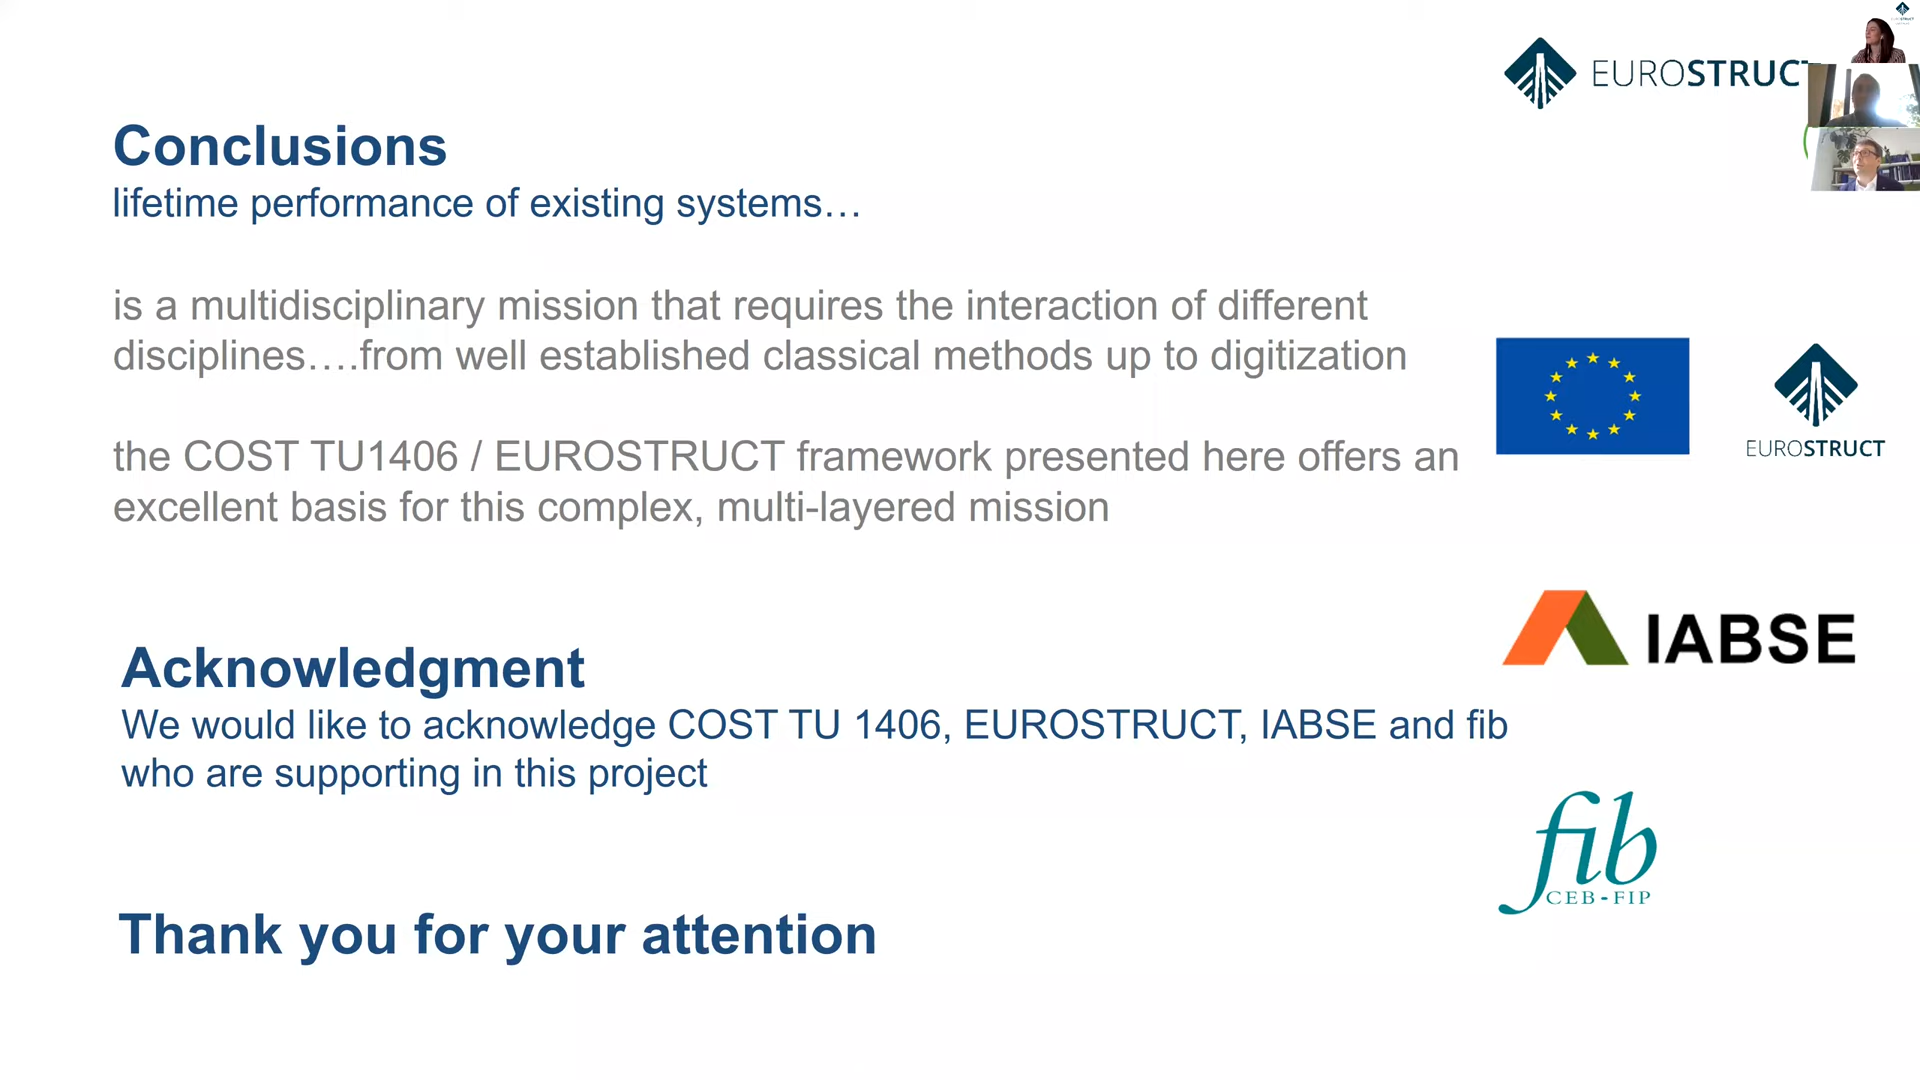 EUROSTRUCT
Conclusions
lifetime performance of existing systems…
is a multidisciplinary mission that requires the interaction of different
disciplines….from well established classical methods up to digitization
the COST TU1406 / EUROSTRUCT framework presented here offers an
excellent basis for this complex, multi-layered mission
EUROSTRUCT
IABSE
Acknowledgment
We would like to acknowledge COST TU 1406, EUROSTRUCT, IABSE and fib
who are supporting in this project
fib
CEB-FIP
Thank you for your attention